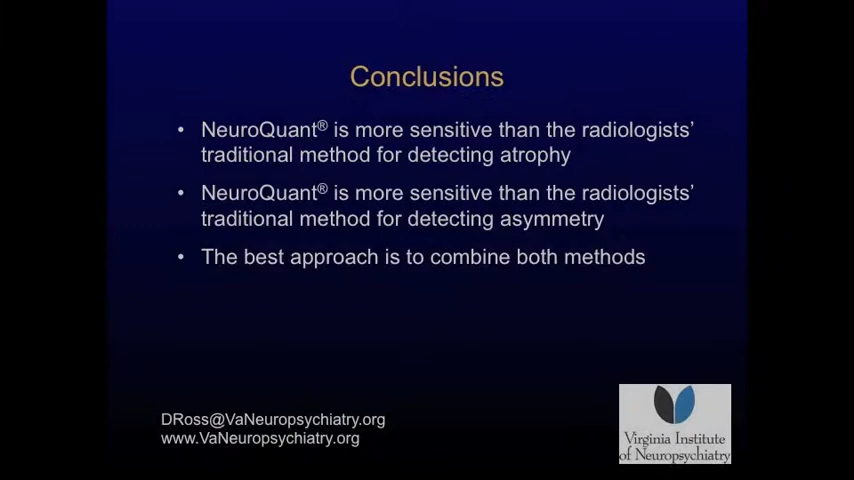 Conclusions
• NeuroQuant® is more sensitive than the radiologists’
traditional method for detecting atrophy
• NeuroQuant® is more sensitive than the radiologists’
traditional method for detecting asymmetry
• The best approach is to combine both methods
DRoss@VaNeuropsychiatry.org
www.VaNeuropsychiatry.org
Virginia Institute
of Neuropsychiatry